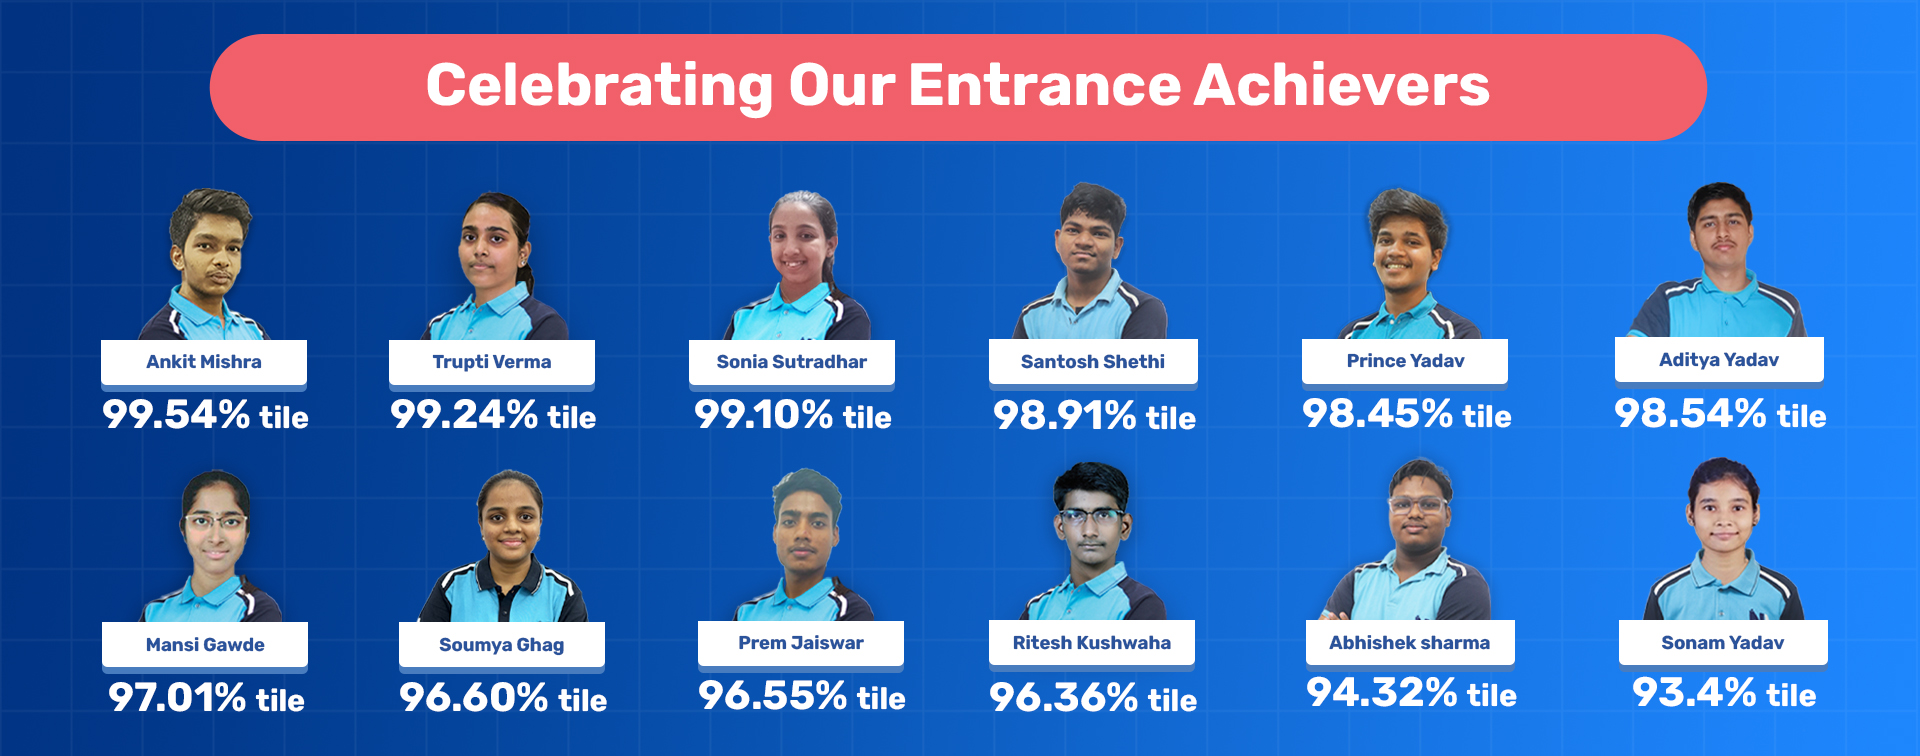 Celebrating Our Entrance Achievers
Ankit Mishra
99.54% tile
Trupti Verma
99.24% tile
Sonia Sutradhar
99.10% tile
Santosh Shethi
98.91% tile
Prince Yadav
98.45% tile
Aditya Yadav
98.54% tile
Mansi Gawde
97.01% tile
Soumya Ghag
96.60% tile
Prem Jaiswar
96.55% tile
Ritesh Kushwaha
96.36% tile
Abhishek sharma
94.32% tile
Sonam Yadav
93.4% tile